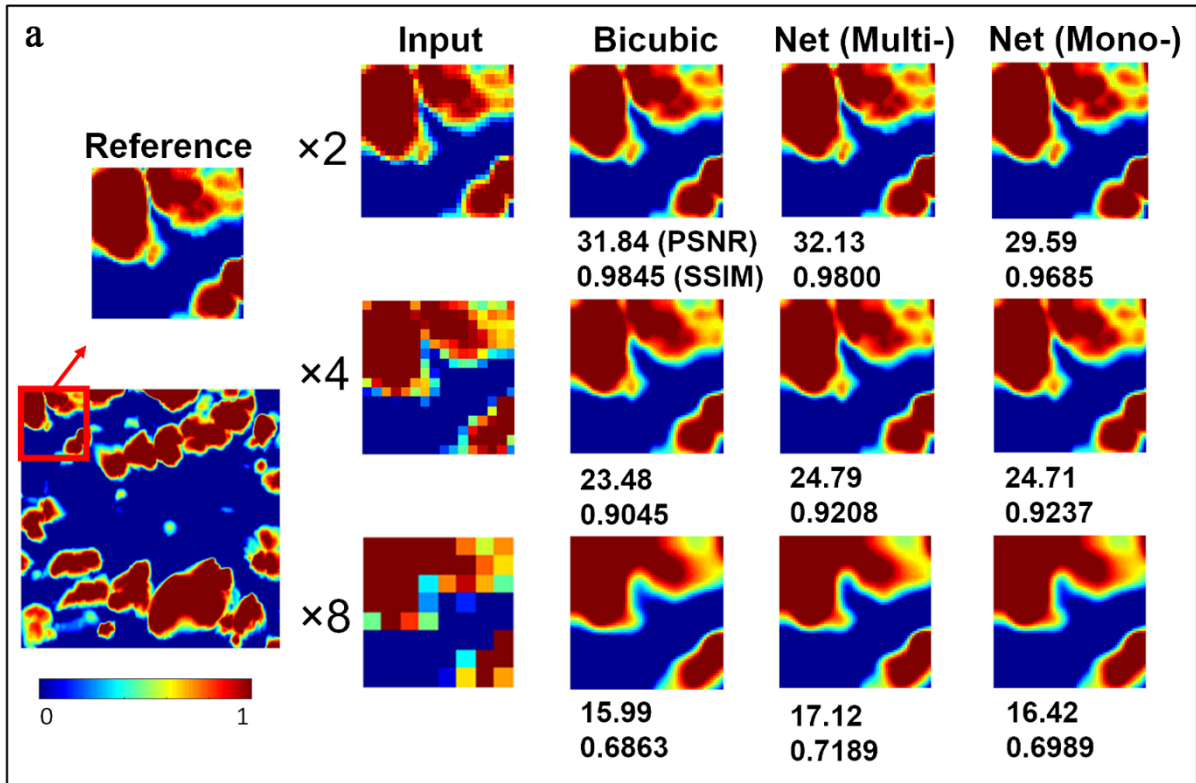 a
Input Bicubic Net (Multi-) Net (Mono-)
Reference
×2
31.84 (PSNR) 32.13 29.59
0.9845 (SSIM) 0.9800 0.9685
×4
23.48 24.79 24.71
0.9045 0.9208 0.9237
×8
0 1
15.99 17.12 16.42
0.6863 0.7189 0.6989